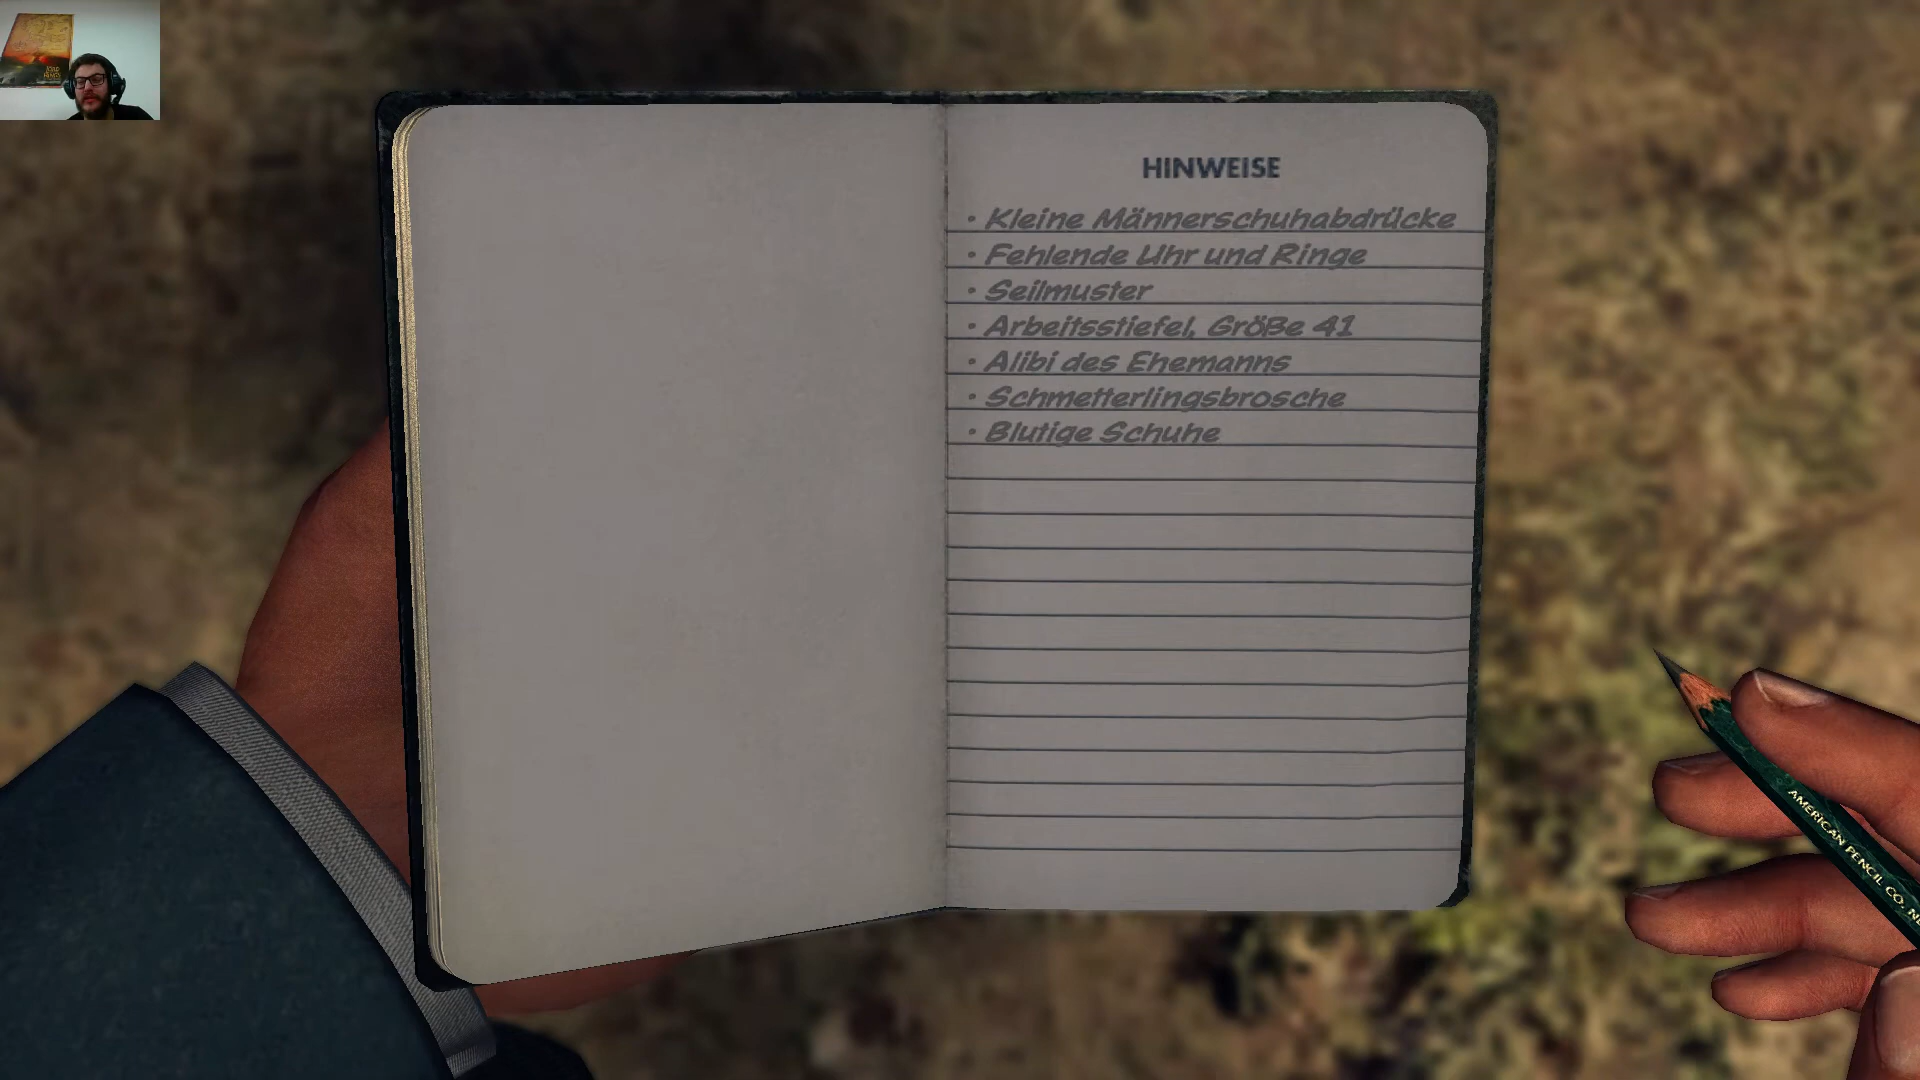 HINWEISE
• Kleine Männerschuhabdrücke
• Fehlende Uhr und Ringe
• Seilmuster
• Arbeitsstiefel, Größe 41
• Alibi des Ehemanns
• Schmetterlingsbrosche
• Blutige Schuhe
AMERICAN PENCIL CO.